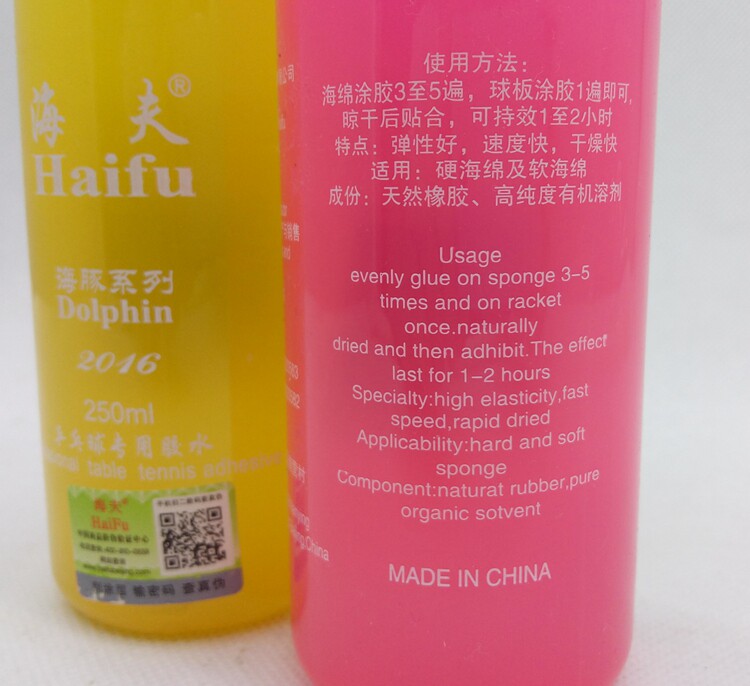 海夫®
Haifu
海豚系列
Dolphin
2016
250ml
乒乓球专用胶水
table tennis adhesive
海夫
HaiFu
使用方法：
海绵涂胶3至5遍，球板涂胶1遍即可,
晾干后贴合，可持效1至2小时
特点：弹性好，速度快，干燥快
适用：硬海绵及软海绵
成份：天然橡胶、高纯度有机溶剂
Usage
evenly glue on sponge 3-5
times and on racket
once.naturally
dried and then adhibit.The effect
last for 1-2 hours
Specialty:high elasticity,fast
speed,rapid dried
Applicability:hard and soft
sponge
Component:naturat rubber,pure
organic sotvent
MADE IN CHINA